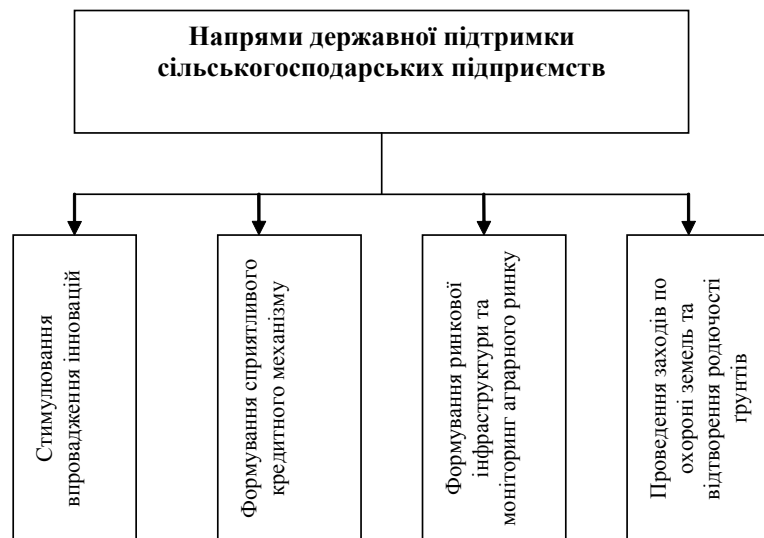 Напрями державної підтримки
сільськогосподарських підприємств
Стимулювання
впровадження інновацій
Формування сприятливого
кредитного механізму
Формування ринкової
інфраструктури та
моніторинг аграрного ринку
Проведення заходів по
охороні земель та
відтворення родючості
ґрунтів